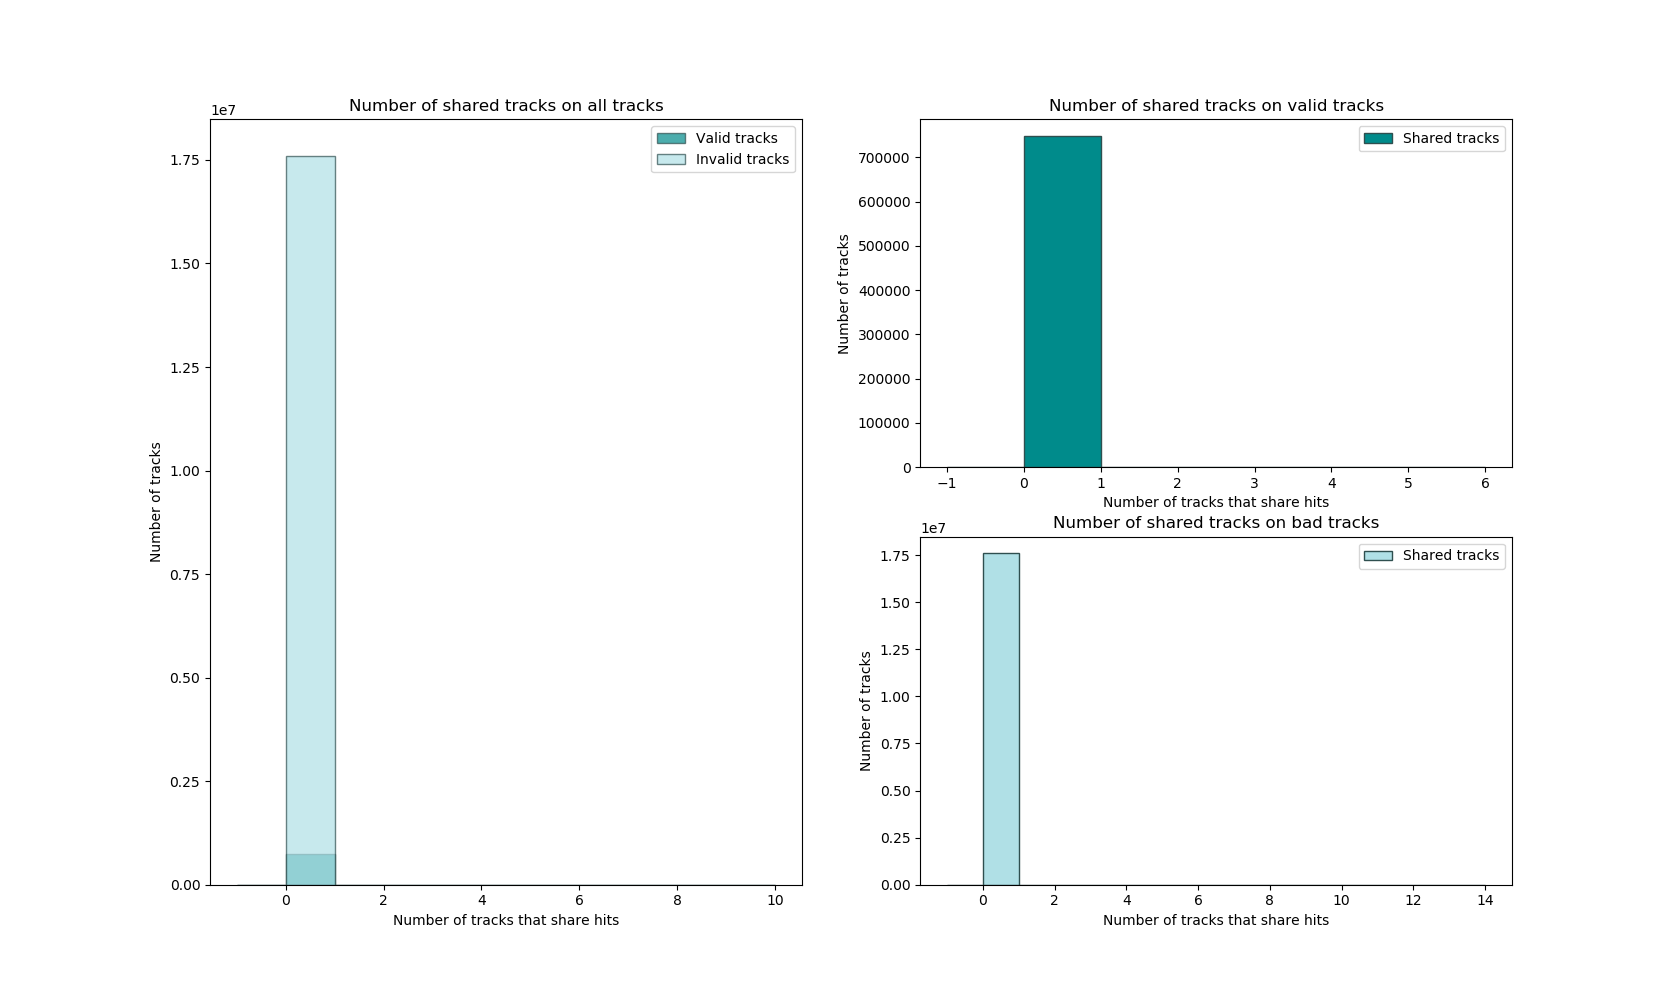 Number of shared tracks on all tracks
1e7
Valid tracks
Invalid tracks
1.75
1.50
1.25
1.00
0.75
0.50
0.25
0.00
Number of tracks
0 2 4 6 8 10
Number of tracks that share hits
Number of shared tracks on valid tracks
Shared tracks
700000
600000
500000
400000
300000
200000
100000
0
Number of tracks
−1 0 1 2 3 4 5 6
Number of tracks that share hits
Number of shared tracks on bad tracks
1e7
Shared tracks
1.75
1.50
1.25
1.00
0.75
0.50
0.25
0.00
Number of tracks
0 2 4 6 8 10 12 14
Number of tracks that share hits